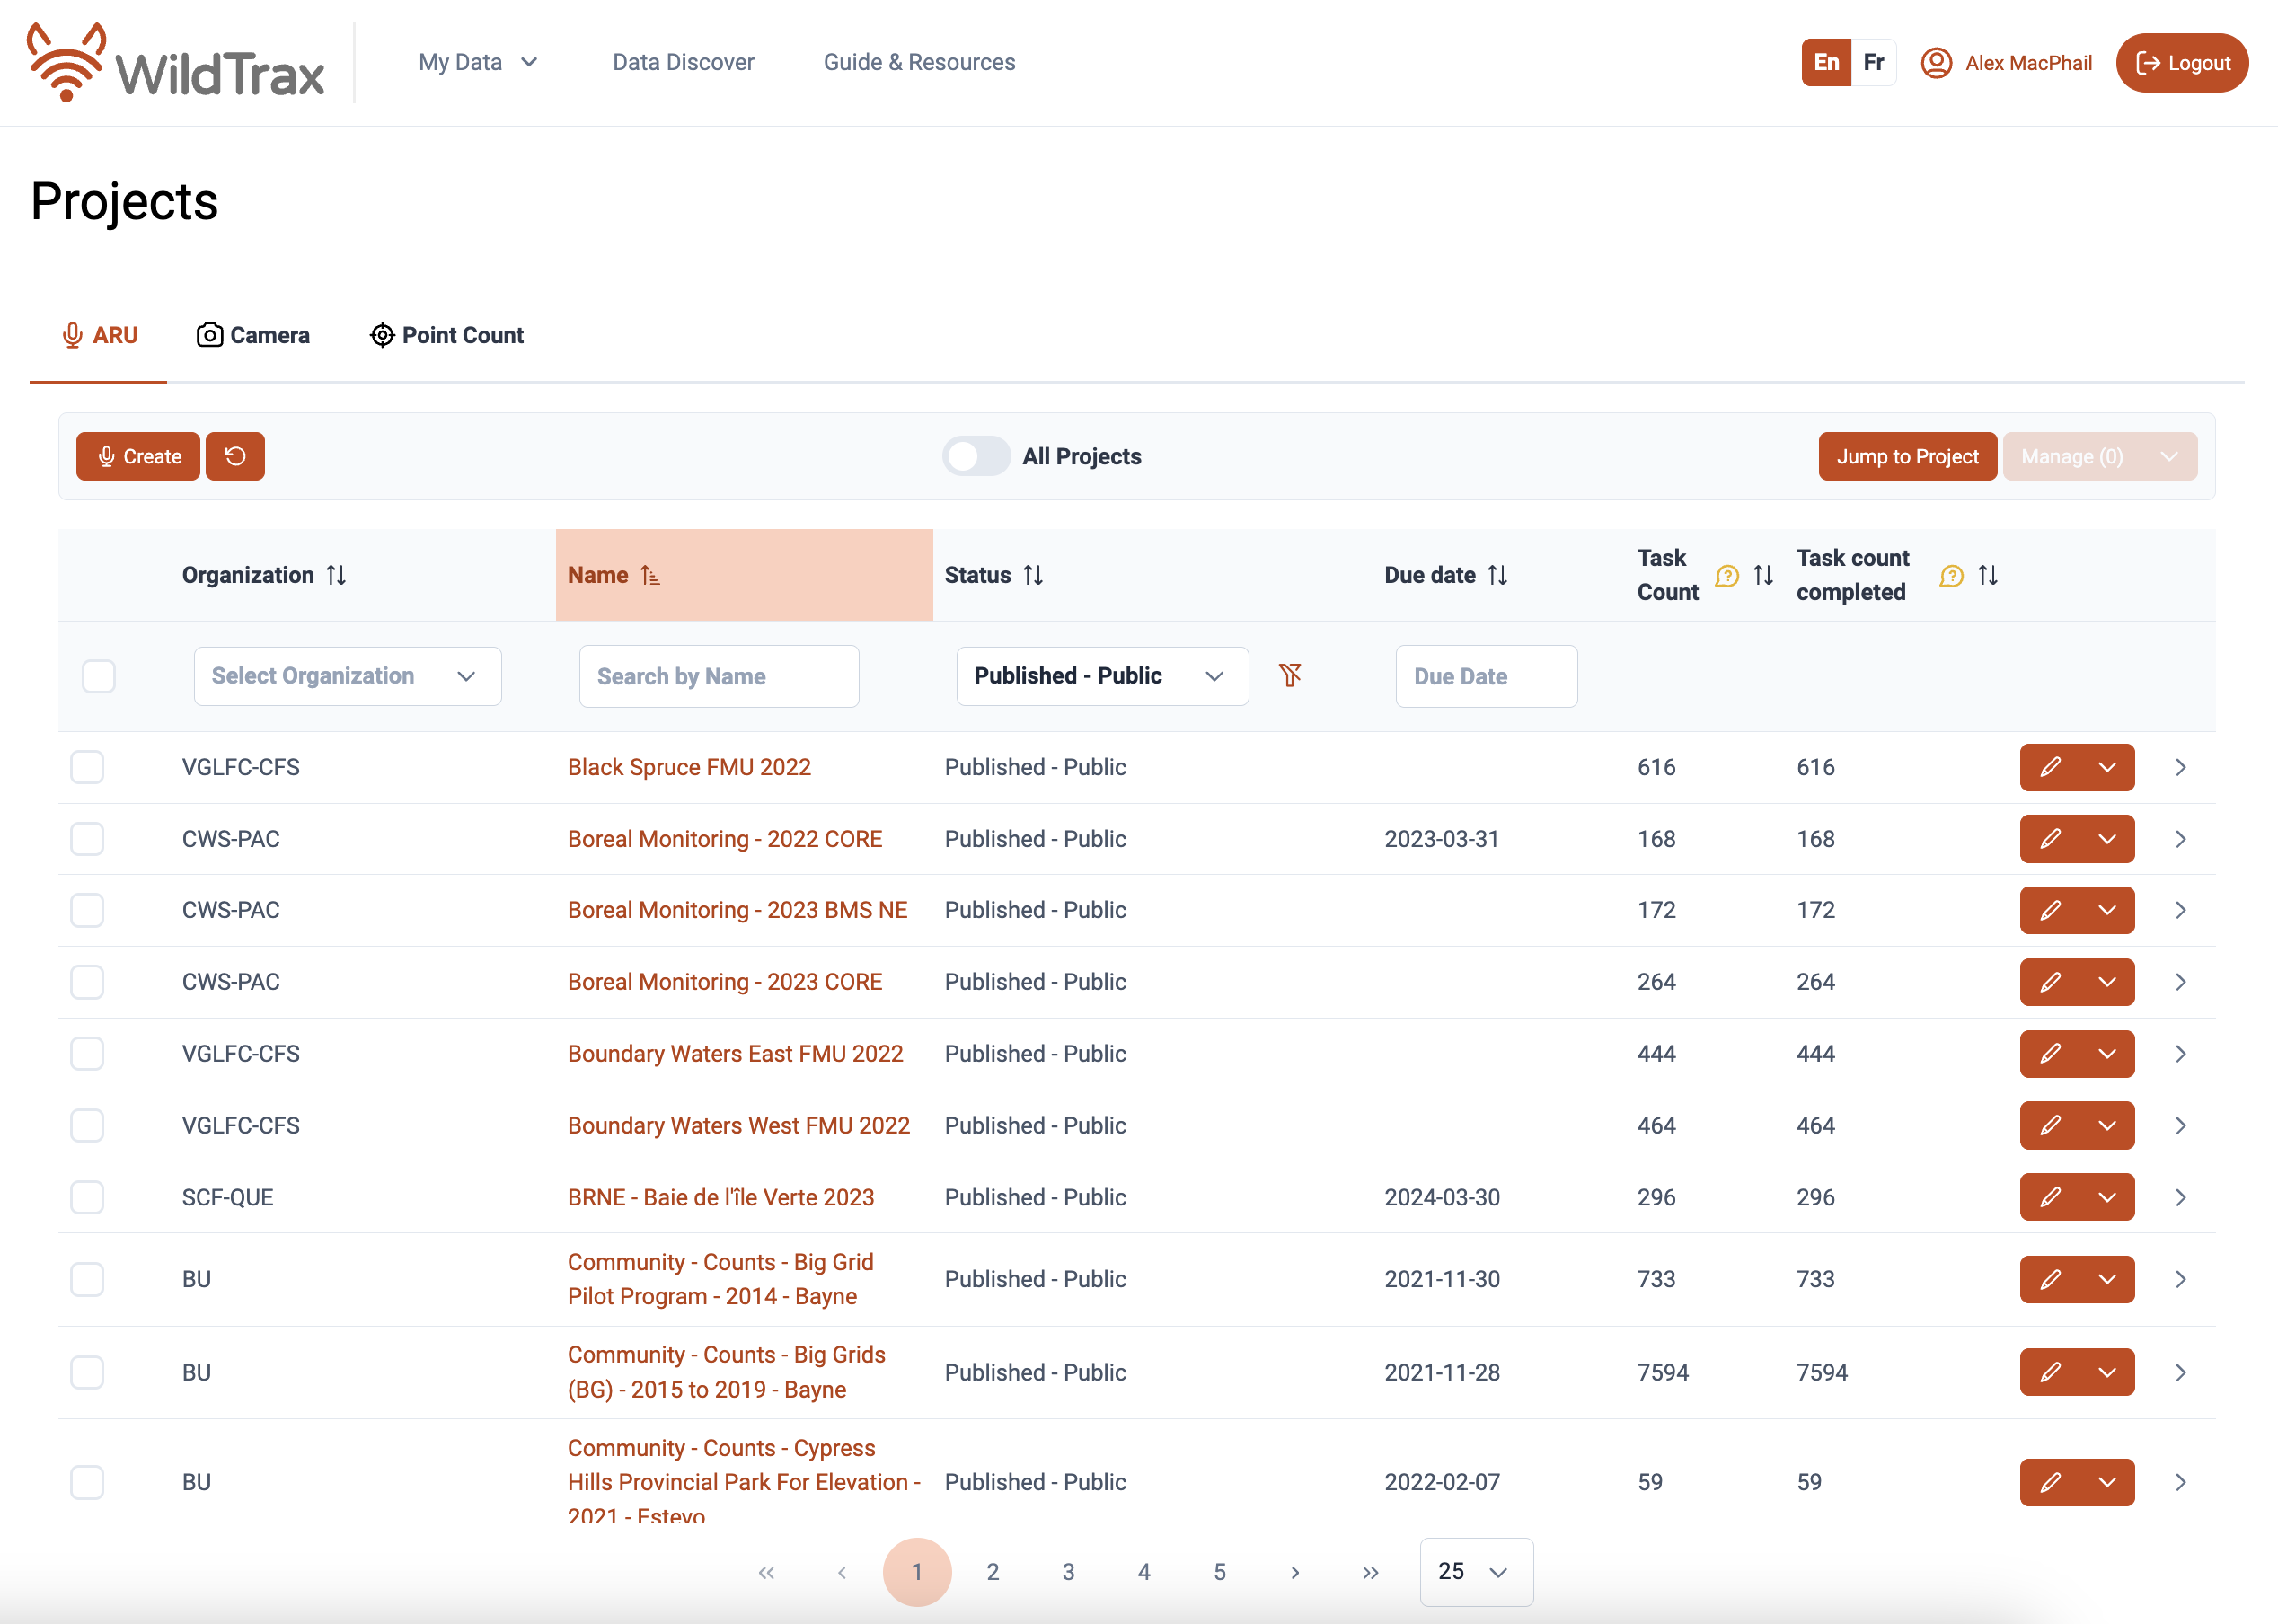 WildTrax
My Data
Data Discover
Guide & Resources
En
Fr
Alex MacPhail
Logout
Projects
ARU
Camera
Point Count
Create
All Projects
Jump to Project
Manage (0)
Organization
Name
Status
Due date
Task
Count
Task count
completed
Select Organization
Search by Name
Published - Public
Due Date
VGLFC-CFS Black Spruce FMU 2022 Published - Public 616 616
CWS-PAC Boreal Monitoring - 2022 CORE Published - Public 2023-03-31 168 168
CWS-PAC Boreal Monitoring - 2023 BMS NE Published - Public 172 172
CWS-PAC Boreal Monitoring - 2023 CORE Published - Public 264 264
VGLFC-CFS Boundary Waters East FMU 2022 Published - Public 444 444
VGLFC-CFS Boundary Waters West FMU 2022 Published - Public 464 464
SCF-QUE BRNE - Baie de l'île Verte 2023 Published - Public 2024-03-30 296 296
Community - Counts - Big Grid
BU Pilot Program - 2014 - Bayne Published - Public 2021-11-30 733 733
Community - Counts - Big Grids
BU (BG) - 2015 to 2019 - Bayne Published - Public 2021-11-28 7594 7594
Community - Counts - Cypress
BU Hills Provincial Park For Elevation - Published - Public 2022-02-07 59 59
2021 - Estevo
« ‹ 1 2 3 4 5 › » 25